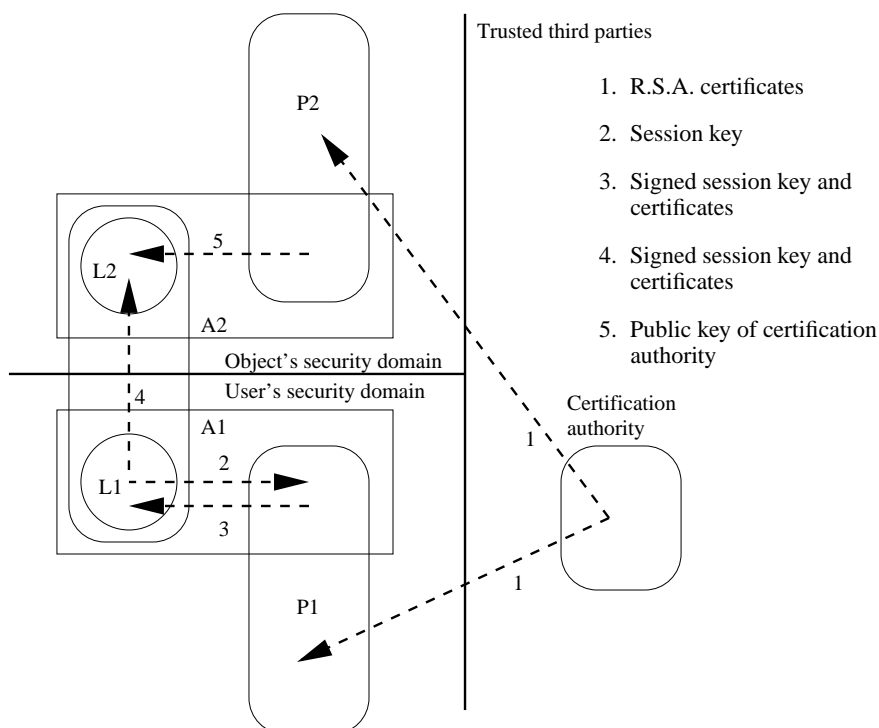 Trusted third parties
1. R.S.A. certificates
2. Session key
3. Signed session key and
certificates
4. Signed session key and
certificates
5. Public key of certification
authority
P2
5
L2
A2
Object's security domain
User's security domain
4
A1
2
L1
3
P1
Certification
authority
1
1